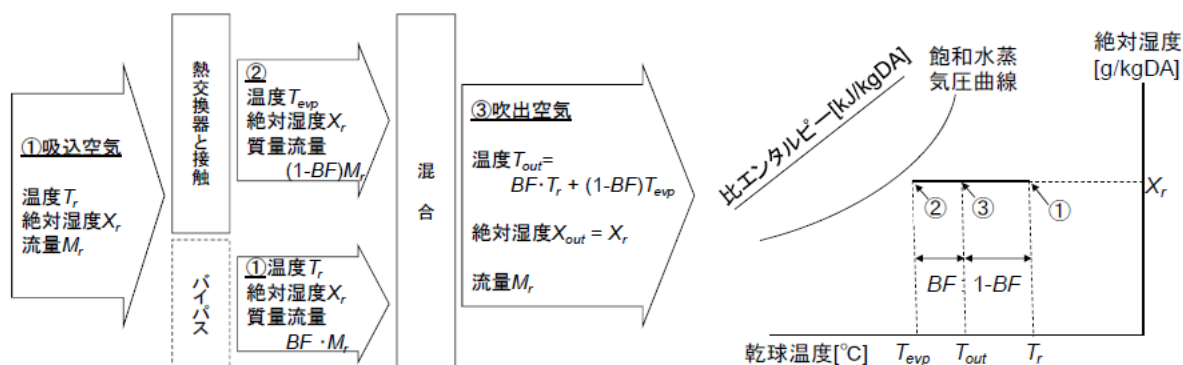 ①吸込空気
温度Tr
絶対湿度Xr
流量Mr
熱交換器と接触
バイパス
②
温度Tevp
絶対湿度Xr
質量流量
(1-BF)Mr
①温度Tr
絶対湿度Xr
質量流量
BF・Mr
混合
③吹出空気
温度Tout=
BF・Tr + (1-BF)Tevp
絶対湿度Xout = Xr
流量Mr
比エンタルピー[kJ/kgDA]
飽和水蒸
気圧曲線
絶対湿度
[g/kgDA]
Xr
② ③ ①
BF : 1-BF
乾球温度[℃] Tevp Tout Tr